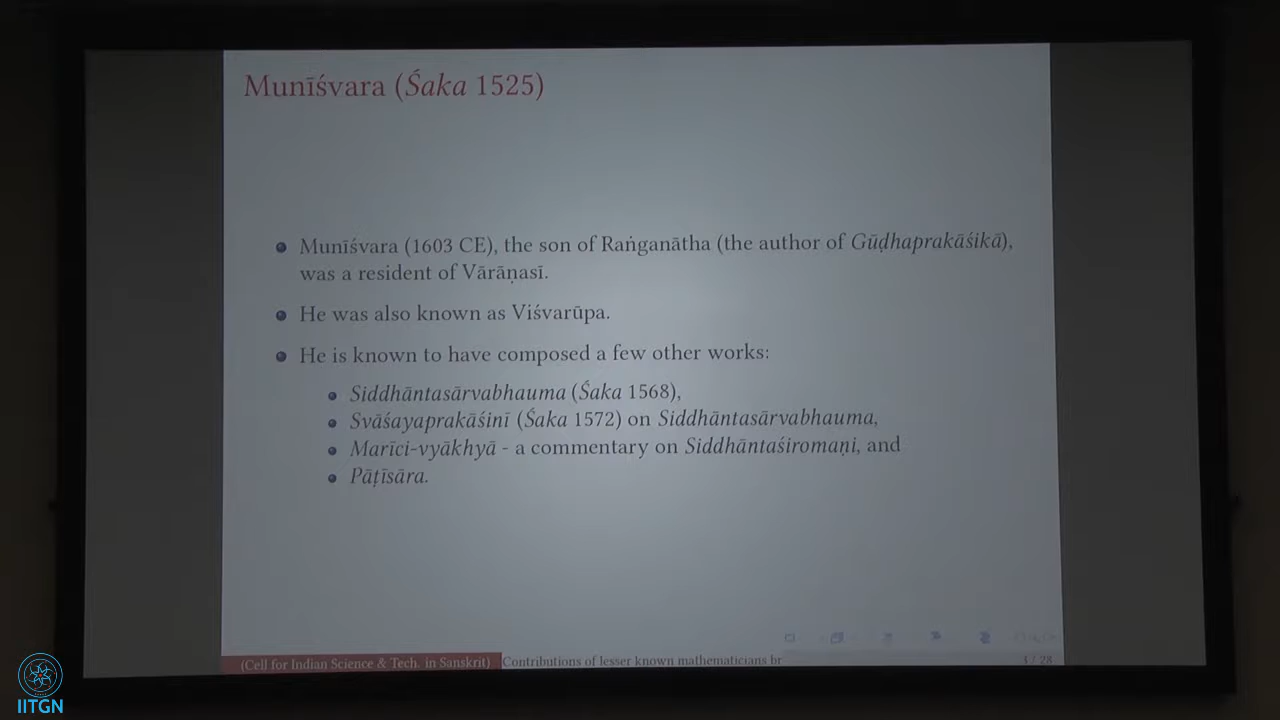 Munīśvara (Śaka 1525)
Munīśvara (1603 CE), the son of Raṅganātha (the author of Gūḍhaprakāśikā),
was a resident of Vārāṇasī.
He was also known as Viśvarūpa.
He is known to have composed a few other works:
Siddhāntasārvabhauma (Śaka 1568),
Svāśayaprakāśinī (Śaka 1572) on Siddhāntasārvabhauma,
Marīci-vyākhyā - a commentary on Siddhāntaśiromaṇi, and
Pāṭīsāra.
(Cell for Indian Science & Tech. in Sanskrit) Contributions of lesser known mathematicians br / 28
IITGN